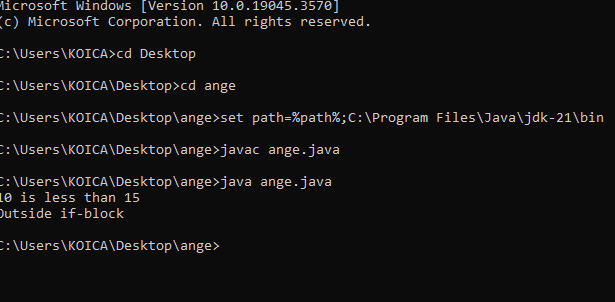 Microsoft Windows [Version 10.0.19045.3570]
(c) Microsoft Corporation. All rights reserved.
C:\Users\KOICA>cd Desktop
C:\Users\KOICA\Desktop>cd ange
C:\Users\KOICA\Desktop\ange>set path=%path%;C:\Program Files\Java\jdk-21\bin
C:\Users\KOICA\Desktop\ange>javac ange.java
C:\Users\KOICA\Desktop\ange>java ange.java
10 is less than 15
Outside if-block
C:\Users\KOICA\Desktop\ange>